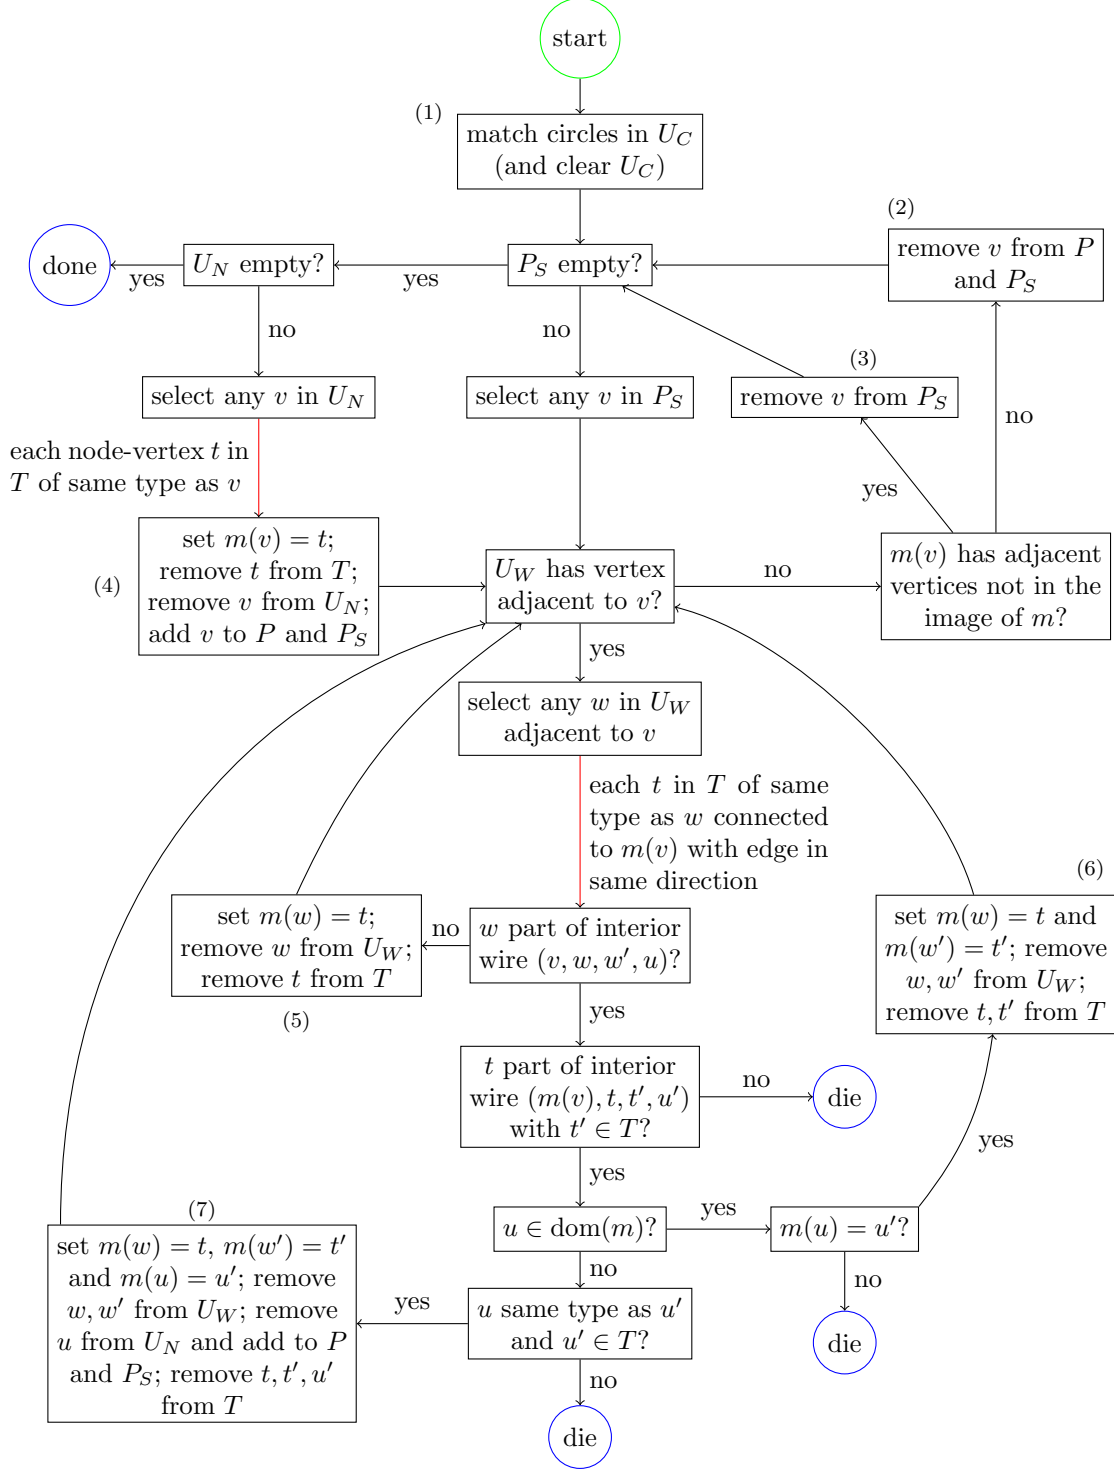 start
(1)
match circles in $U_C$
(and clear $U_C$)
(2)
remove $v$ from $P$
and $P_S$
done
yes
$U_N$ empty?
yes
$P_S$ empty?
no
no
(3)
select any $v$ in $U_N$
select any $v$ in $P_S$
remove $v$ from $P_S$
no
each node-vertex $t$ in
$T$ of same type as $v$
yes
(4)
set $m(v) = t$;
remove $t$ from $T$;
remove $v$ from $U_N$;
add $v$ to $P$ and $P_S$
$U_W$ has vertex
adjacent to $v$?
no
$m(v)$ has adjacent
vertices not in the
image of $m$?
yes
select any $w$ in $U_W$
adjacent to $v$
each $t$ in $T$ of same
type as $w$ connected
to $m(v)$ with edge in
same direction
(6)
set $m(w) = t$;
remove $w$ from $U_W$;
remove $t$ from $T$
(5)
no
$w$ part of interior
wire $(v, w, w', u)$?
set $m(w) = t$ and
$m(w') = t'$; remove
$w, w'$ from $U_W$;
remove $t, t'$ from $T$
yes
$t$ part of interior
wire $(m(v), t, t', u')$
with $t' \in T$?
no
die
yes
yes
(7)
$u \in \mathrm{dom}(m)$?
yes
$m(u) = u'$?
set $m(w) = t$, $m(w') = t'$
and $m(u) = u'$; remove
$w, w'$ from $U_W$; remove
$u$ from $U_N$ and add to $P$
and $P_S$; remove $t, t', u'$
from $T$
no
no
yes
$u$ same type as $u'$
and $u' \in T$?
die
no
die